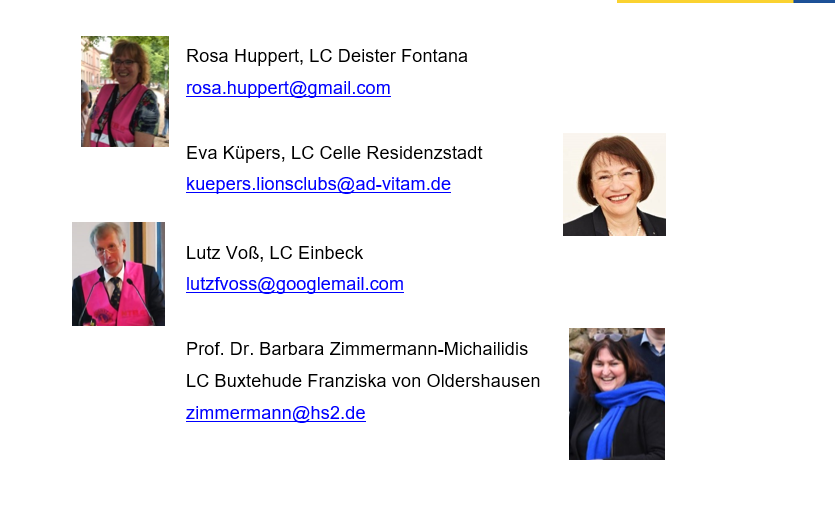 Rosa Huppert, LC Deister Fontana
rosa.huppert@gmail.com
Eva Küpers, LC Celle Residenzstadt
kuepers.lionsclubs@ad-vitam.de
Lutz Voß, LC Einbeck
lutzfvoss@googlemail.com
Prof. Dr. Barbara Zimmermann-Michailidis
LC Buxtehude Franziska von Oldershausen
zimmermann@hs2.de